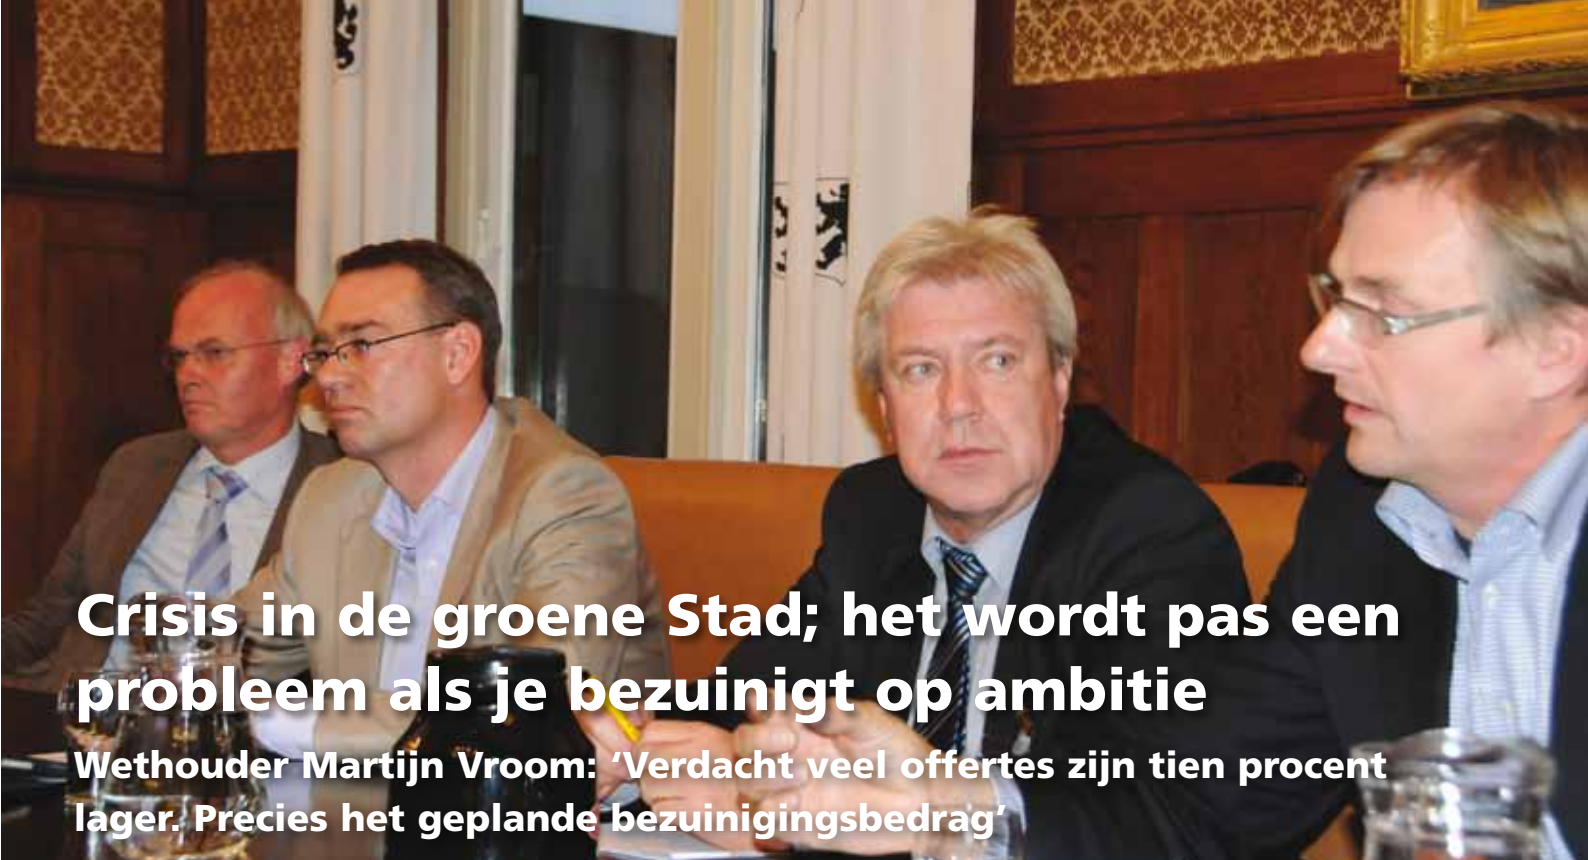 Crisis in de groene Stad; het wordt pas een
probleem als je bezuinigt op ambitie
Wethouder Martijn Vroom: ‘Verdacht veel offertes zijn tien procent
lager. Precies het geplande bezuinigingsbedrag’